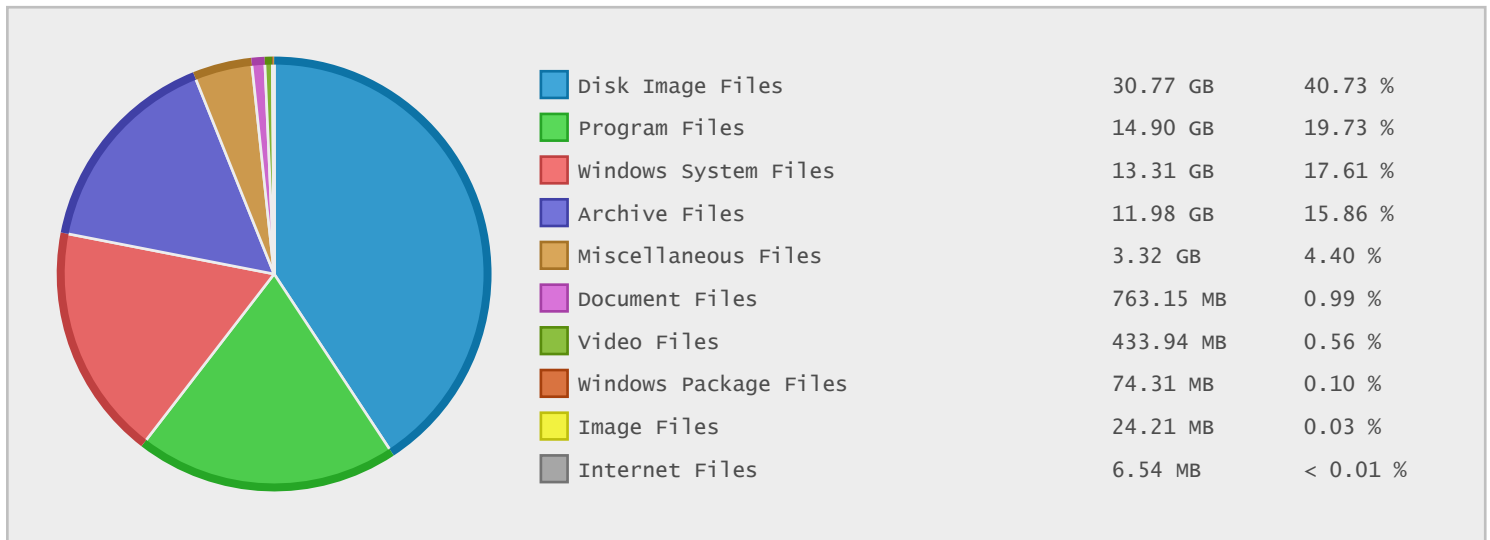 Disk Image Files 30.77 GB 40.73 %
Program Files 14.90 GB 19.73 %
Windows System Files 13.31 GB 17.61 %
Archive Files 11.98 GB 15.86 %
Miscellaneous Files 3.32 GB 4.40 %
Document Files 763.15 MB 0.99 %
Video Files 433.94 MB 0.56 %
Windows Package Files 74.31 MB 0.10 %
Image Files 24.21 MB 0.03 %
Internet Files 6.54 MB < 0.01 %